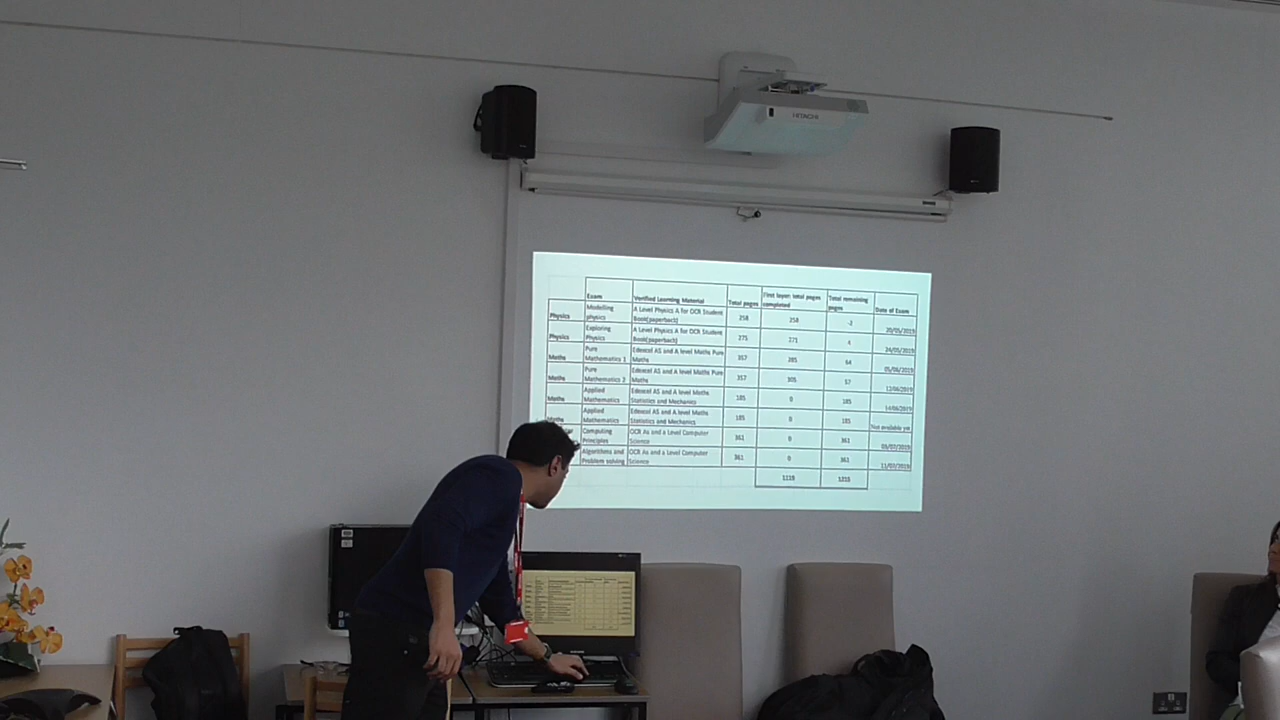 HITACHI
Exam Verified Learning Material Total pages First layer: total pages completed Total remaining pages Date of Exam
Physics Modelling physics A Level Physics A for OCR Student Book(paperback) 258 258 -2 20/05/2019
Physics Exploring Physics A Level Physics A for OCR Student Book(paperback) 275 271 4 24/05/2019
Maths Pure Mathematics 1 Edexcel AS and A level Maths Pure Maths 357 64 05/06/2019
Maths Pure Mathematics 2 Edexcel AS and A level Maths Pure Maths 357 305 57 12/06/2019
Maths Applied Mathematics Edexcel AS and A level Maths Statistics and Mechanics 185 0 185 14/06/2019
Maths Applied Mathematics Edexcel AS and A level Maths Statistics and Mechanics 185 0 185 Not available yet
Computing Principles OCR As and a Level Computer Science 361 0 361
Algorithms and Problem solving OCR As and a Level Computer Science 361 0 361